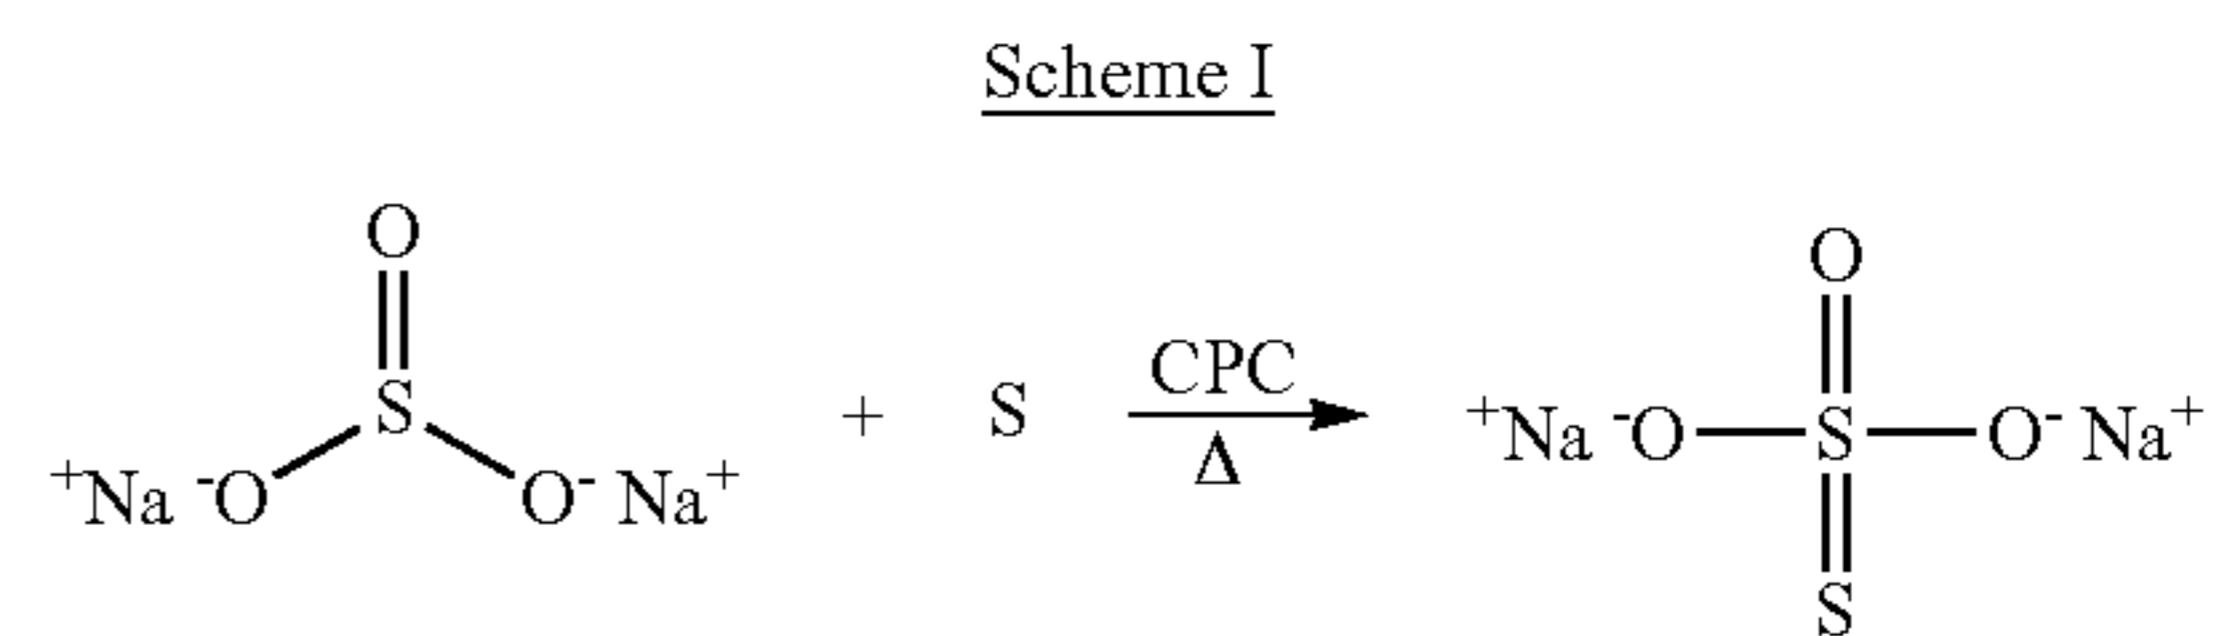 Scheme I
O
O
S
+ S CPC
Δ
+Na -O S O- Na+
+Na -O O- Na+
S